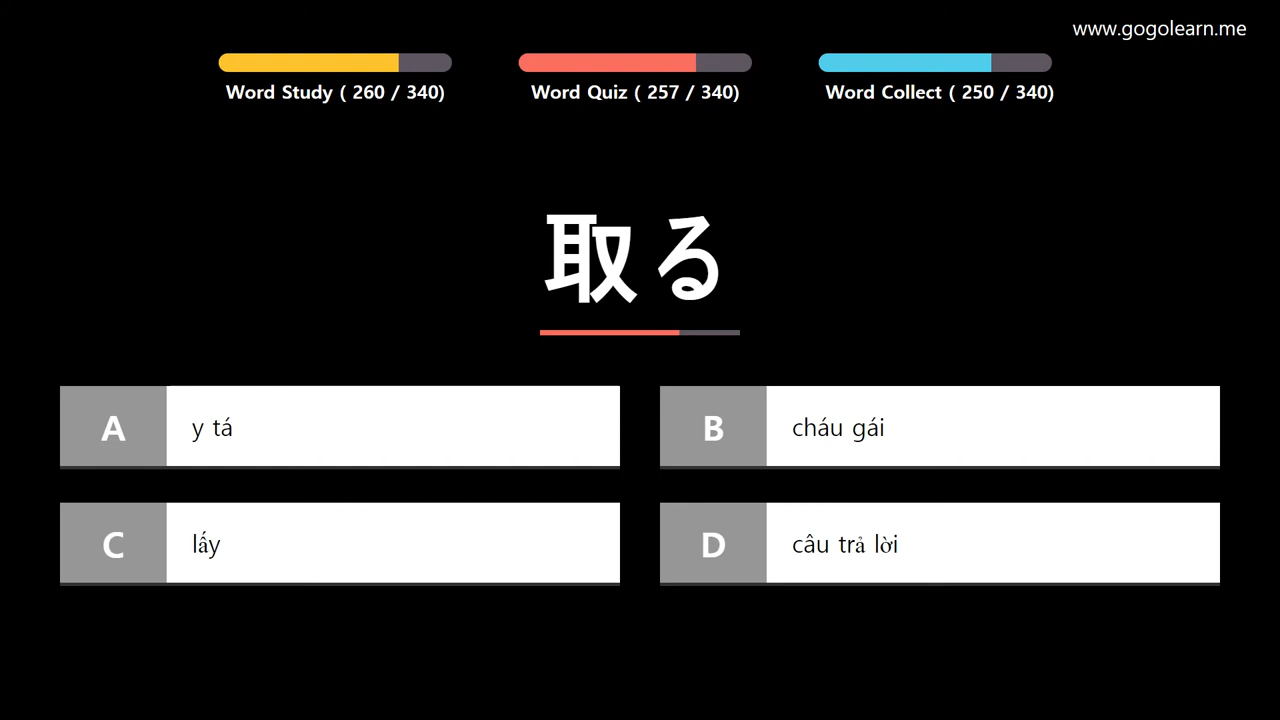 www.gogolearn.me
Word Study ( 260 / 340)
Word Quiz ( 257 / 340)
Word Collect ( 250 / 340)
取る
A y tá
B cháu gái
C lấy
D câu trả lời